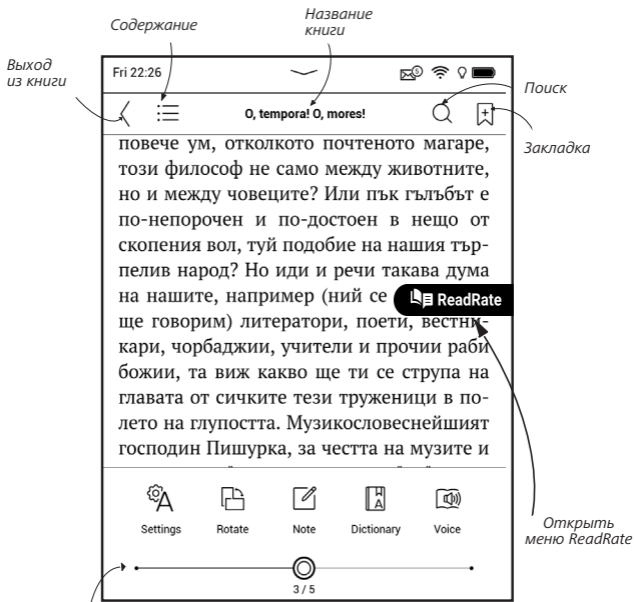 Содержание
Название
книги
Выход
из книги
Fri 22:26
5
Поиск
O, tempora! O, mores!
Закладка
повече ум, отколкото почтеното магаре,
този философ не само между животните,
но и между човеците? Или пък гълъбът е
по-непорочен и по-достоен в нещо от
скопения вол, туй подобие на нашия тър-
пелив народ? Но иди и речи такава дума
на нашите, например (ний се
ReadRate
ще говорим) литератори, поети, вестни-
кари, чорбаджии, учители и прочии раби
божии, та виж какво ще ти се струпа на
главата от сичките тези труженици в по-
лето на глупостта. Музикословеснейшият
господин Пишурка, за честта на музите и
Settings Rotate Note Dictionary Voice
Открыть
меню ReadRate
3 / 5